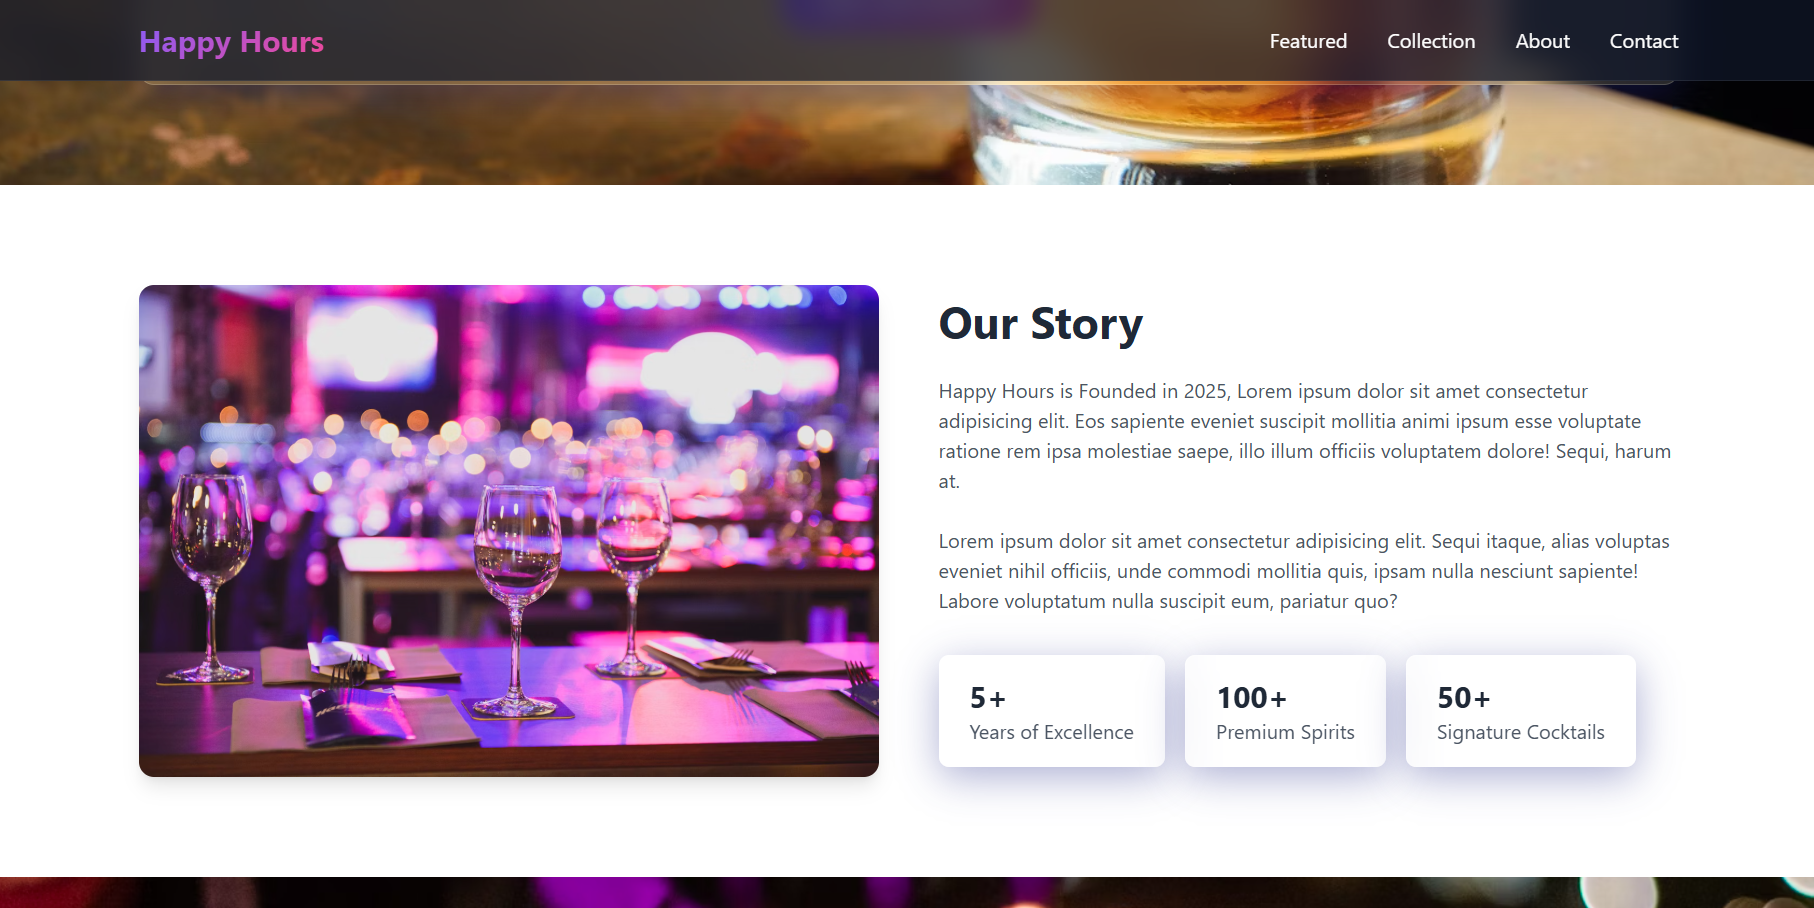 Happy Hours
Featured
Collection
About
Contact
Our Story
Happy Hours is Founded in 2025, Lorem ipsum dolor sit amet consectetur
adipisicing elit. Eos sapiente eveniet suscipit mollitia animi ipsum esse voluptate
ratione rem ipsa molestiae saepe, illo illum officiis voluptatem dolore! Sequi, harum
at.
Lorem ipsum dolor sit amet consectetur adipisicing elit. Sequi itaque, alias voluptas
eveniet nihil officiis, unde commodi mollitia quis, ipsam nulla nesciunt sapiente!
Labore voluptatum nulla suscipit eum, pariatur quo?
5+
Years of Excellence
100+
Premium Spirits
50+
Signature Cocktails